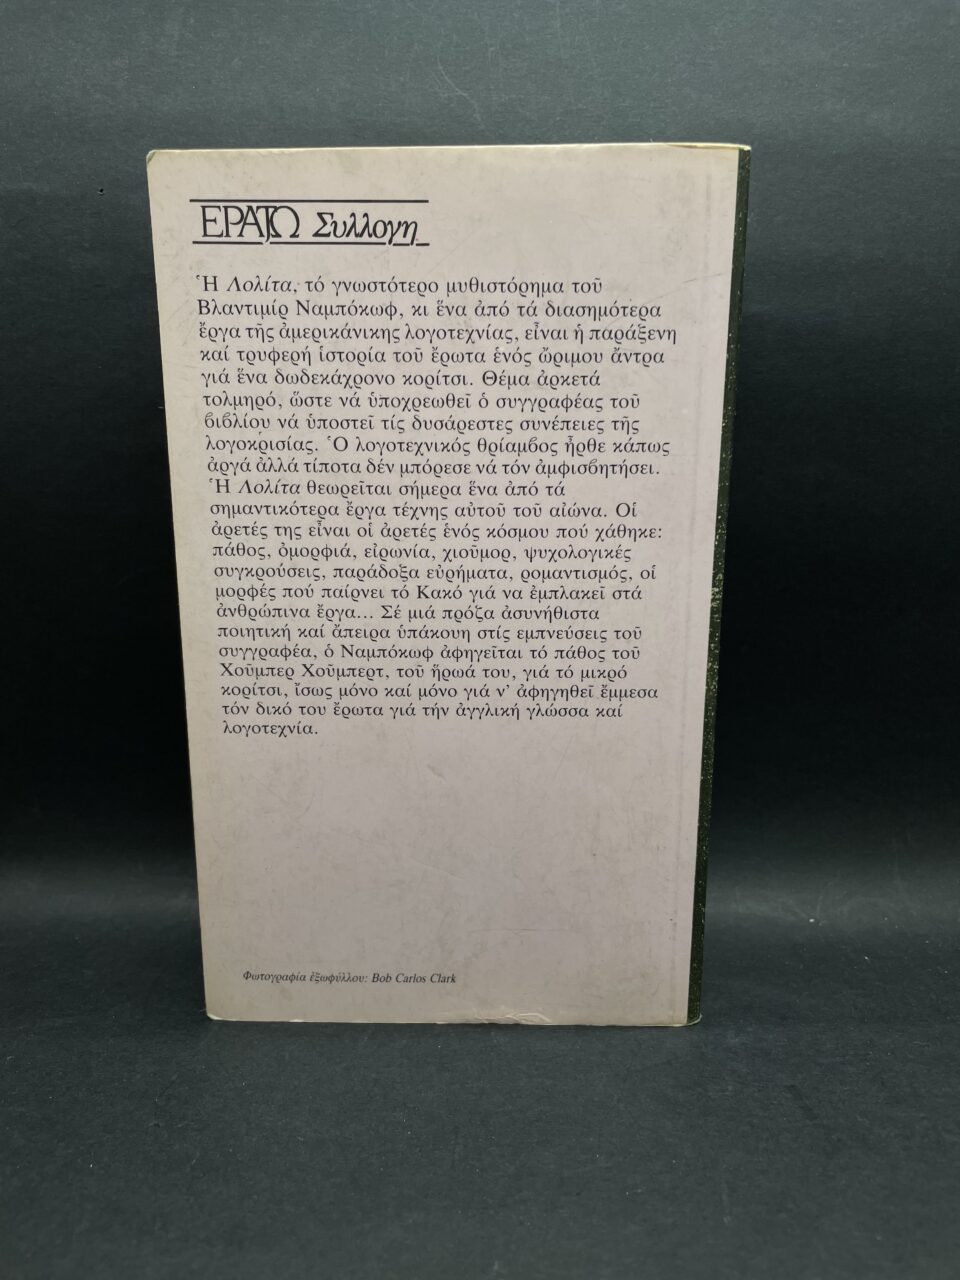 ΕΡΑΤΩ Συλλογη
Ἡ Λολίτα, τό γνωστότερο μυθιστόρημα τοῦ
Βλαντιμίρ Ναμπόκωφ, κι ἕνα ἀπό τά διασημότερα
ἔργα τῆς ἀμερικάνικης λογοτεχνίας, εἶναι ἡ παράξενη
καί τρυφερή ἱστορία τοῦ ἔρωτα ἑνός ὥριμου ἄντρα
γιά ἕνα δωδεκάχρονο κορίτσι. Θέμα ἀρκετά
τολμηρό, ὥστε νά ὑποχρεωθεῖ ὁ συγγραφέας τοῦ
βιβλίου νά ὑποστεῖ τίς δυσάρεστες συνέπειες τῆς
λογοκρισίας. Ὁ λογοτεχνικός θρίαμβος ἦρθε κάπως
ἀργά ἀλλά τίποτα δέν μπόρεσε νά τόν ἀμφισβητήσει.
Ἡ Λολίτα θεωρεῖται σήμερα ἕνα ἀπό τά
σημαντικότερα ἔργα τέχνης αὐτοῦ τοῦ αἰώνα. Οἱ
ἀρετές της εἶναι οἱ ἀρετές ἑνός κόσμου πού χάθηκε:
πάθος, ὀμορφιά, εἰρωνία, χιοῦμορ, ψυχολογικές
συγκρούσεις, παράδοξα εὑρήματα, ρομαντισμός, οἱ
μορφές πού παίρνει τό Κακό γιά να ἐμπλακεῖ στά
ἀνθρώπινα ἔργα... Σέ μιά πρόζα ἀσυνήθιστα
ποιητική καί ἄπειρα ὑπάκουη στίς εμπνεύσεις τοῦ
συγγραφέα, ὁ Ναμπόκωφ ἀφηγεῖται τό πάθος τοῦ
Χοῦμπερ Χοῦμπερτ, τοῦ ἥρωά του, γιά τό μικρό
κορίτσι, ἴσως μόνο καί μόνο γιά ν' ἀφηγηθεῖ ἔμμεσα
τόν δικό του ἔρωτα γιά τήν ἀγγλική γλώσσα καί
λογοτεχνία.
Φωτογραφία ἐξωφύλλου: Bob Carlos Clark